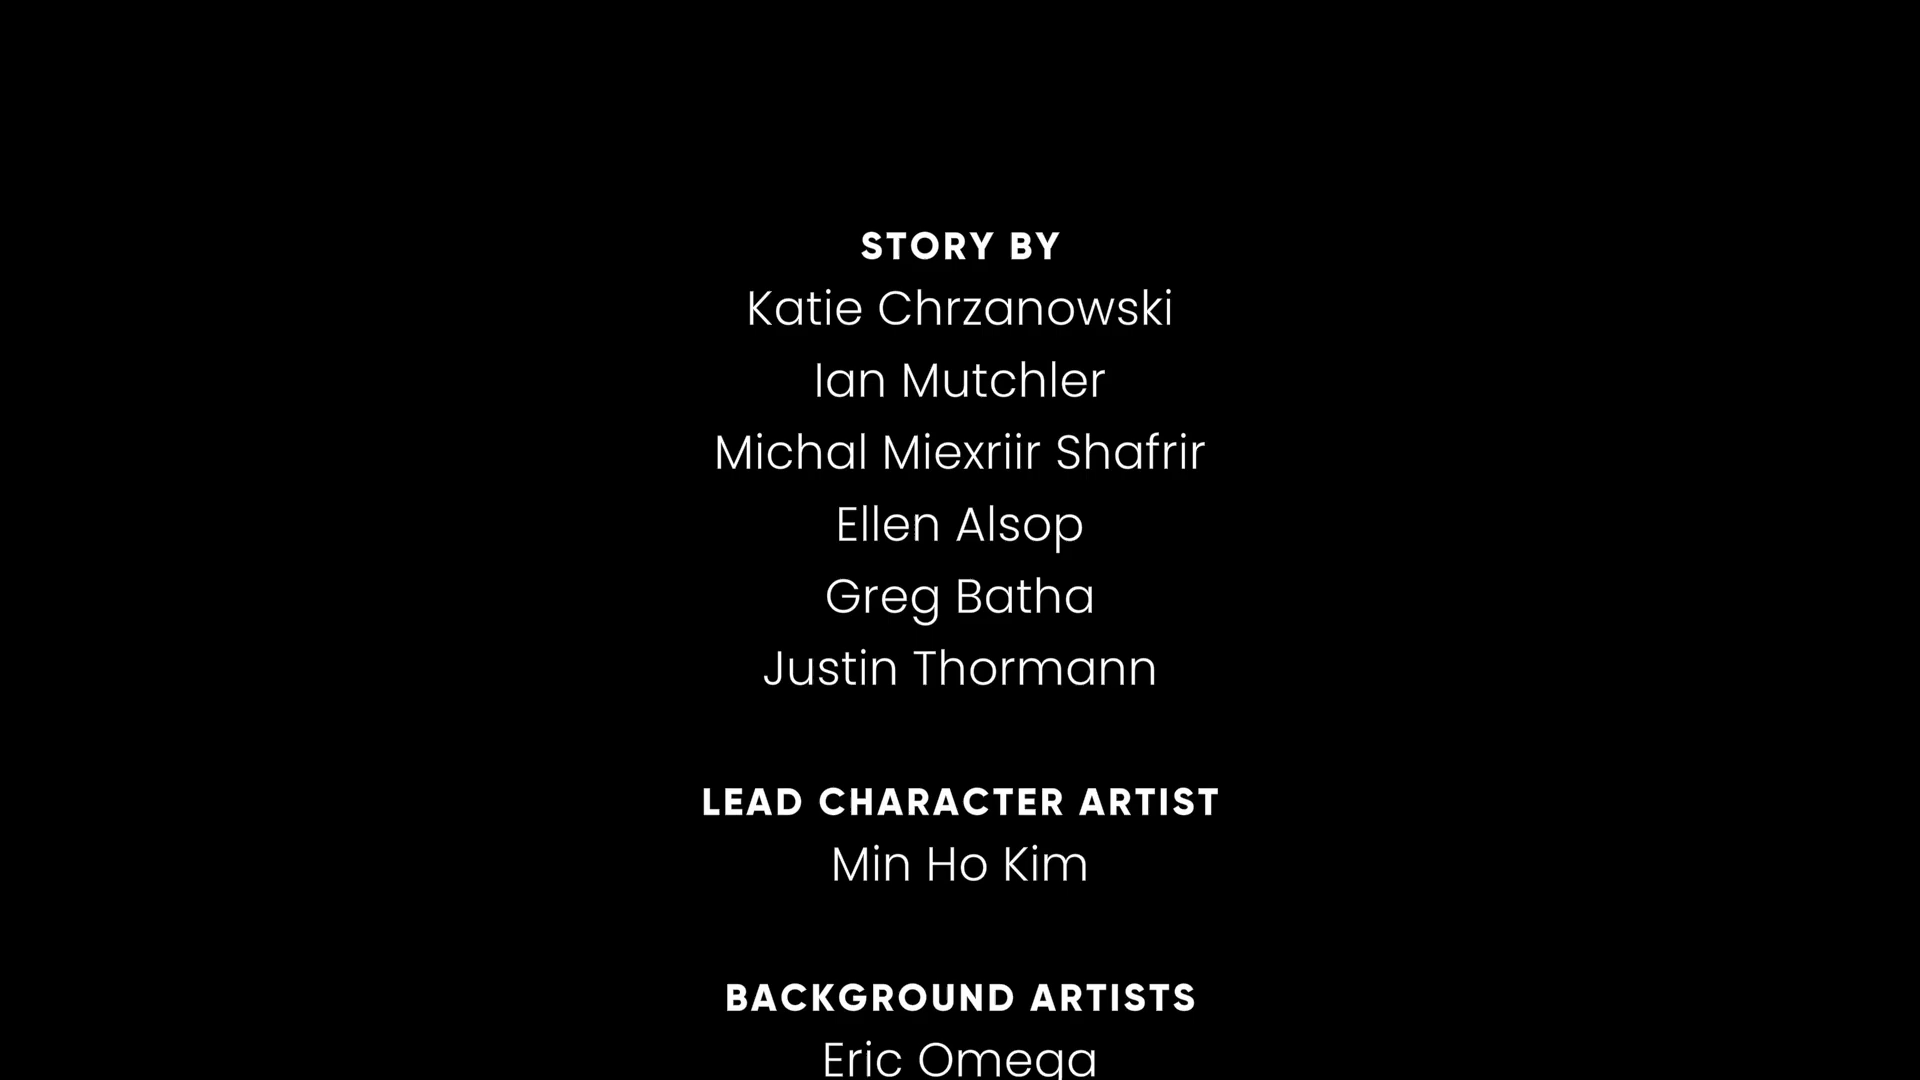 STORY BY
Katie Chrzanowski
Ian Mutchler
Michal Miexriir Shafrir
Ellen Alsop
Greg Batha
Justin Thormann
LEAD CHARACTER ARTIST
Min Ho Kim
BACKGROUND ARTISTS
Eric Omega